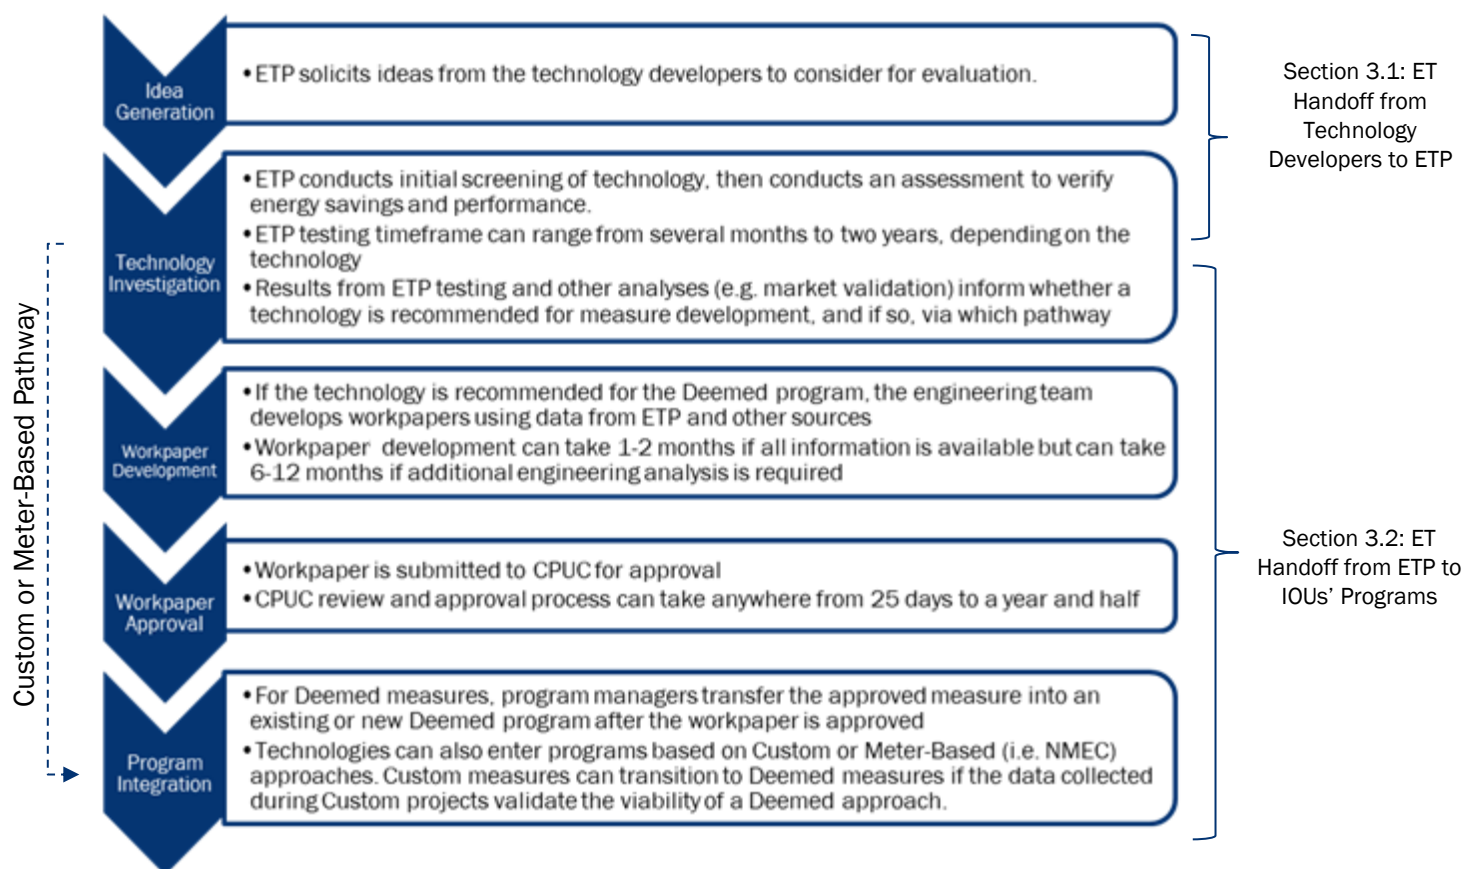 Idea
Generation
•ETP solicits ideas from the technology developers to consider for evaluation.
Section 3.1: ET
Handoff from
Technology
Developers to ETP
Technology
Investigation
•ETP conducts initial screening of technology, then conducts an assessment to verify
energy savings and performance.
•ETP testing timeframe can range from several months to two years, depending on the
technology
•Results from ETP testing and other analyses (e.g. market validation) inform whether a
technology is recommended for measure development, and if so, via which pathway
Custom or Meter-Based Pathway
Workpaper
Development
•If the technology is recommended for the Deemed program, the engineering team
develops workpapers using data from ETP and other sources
•Workpaper development can take 1-2 months if all information is available but can take
6-12 months if additional engineering analysis is required
Workpaper
Approval
•Workpaper is submitted to CPUC for approval
•CPUC review and approval process can take anywhere from 25 days to a year and half
Section 3.2: ET
Handoff from ETP to
IOUs' Programs
Program
Integration
•For Deemed measures, program managers transfer the approved measure into an
existing or new Deemed program after the workpaper is approved
•Technologies can also enter programs based on Custom or Meter-Based (i.e. NMEC)
approaches. Custom measures can transition to Deemed measures if the data collected
during Custom projects validate the viability of a Deemed approach.